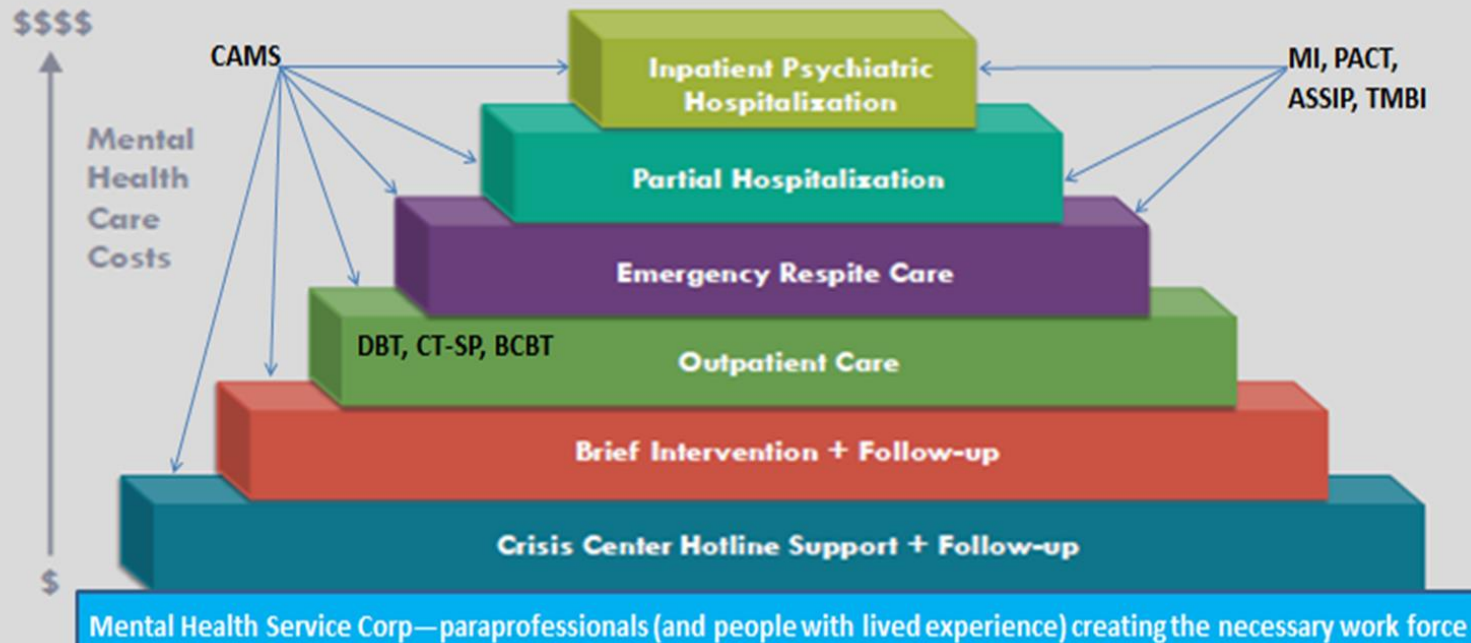 $$$$
CAMS
MI, PACT,
ASSIP, TMBI
Mental
Health
Care
Costs
$
Inpatient Psychiatric
Hospitalization
Partial Hospitalization
Emergency Respite Care
DBT, CT-SP, BCBT
Outpatient Care
Brief Intervention + Follow-up
Crisis Center Hotline Support + Follow-up
Mental Health Service Corp—paraprofessionals (and people with lived experience) creating the necessary work force